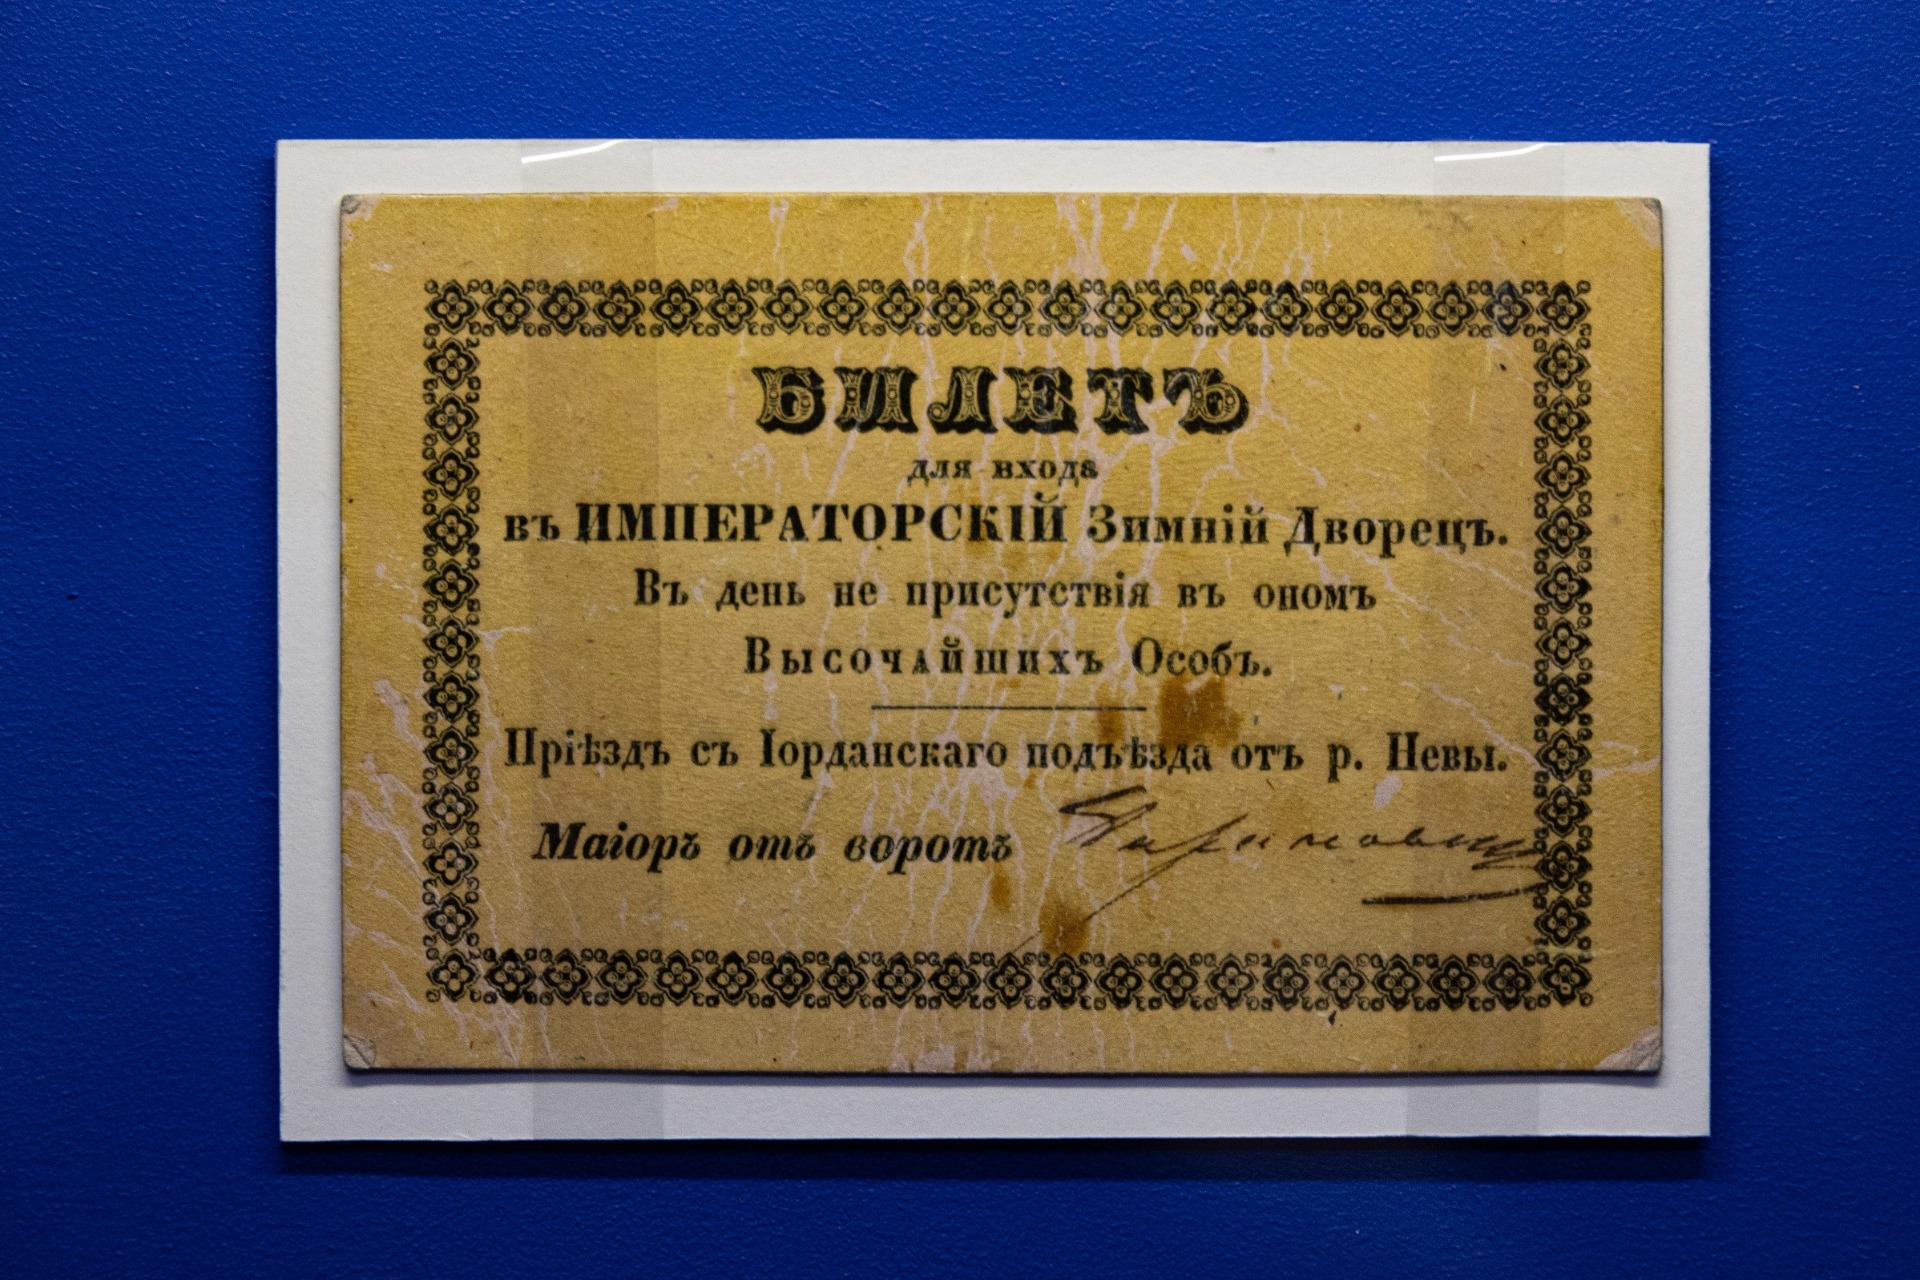 БИЛЕТЪ
для входа
въ ИМПЕРАТОРСКІЙ Зимній Дворецъ.
Въ день не присутствія въ ономъ
Высочайшихъ Особъ.
Пріѣздъ съ Іорданскаго подъѣзда отъ р. Невы.
Маіоръ отъ воротъ